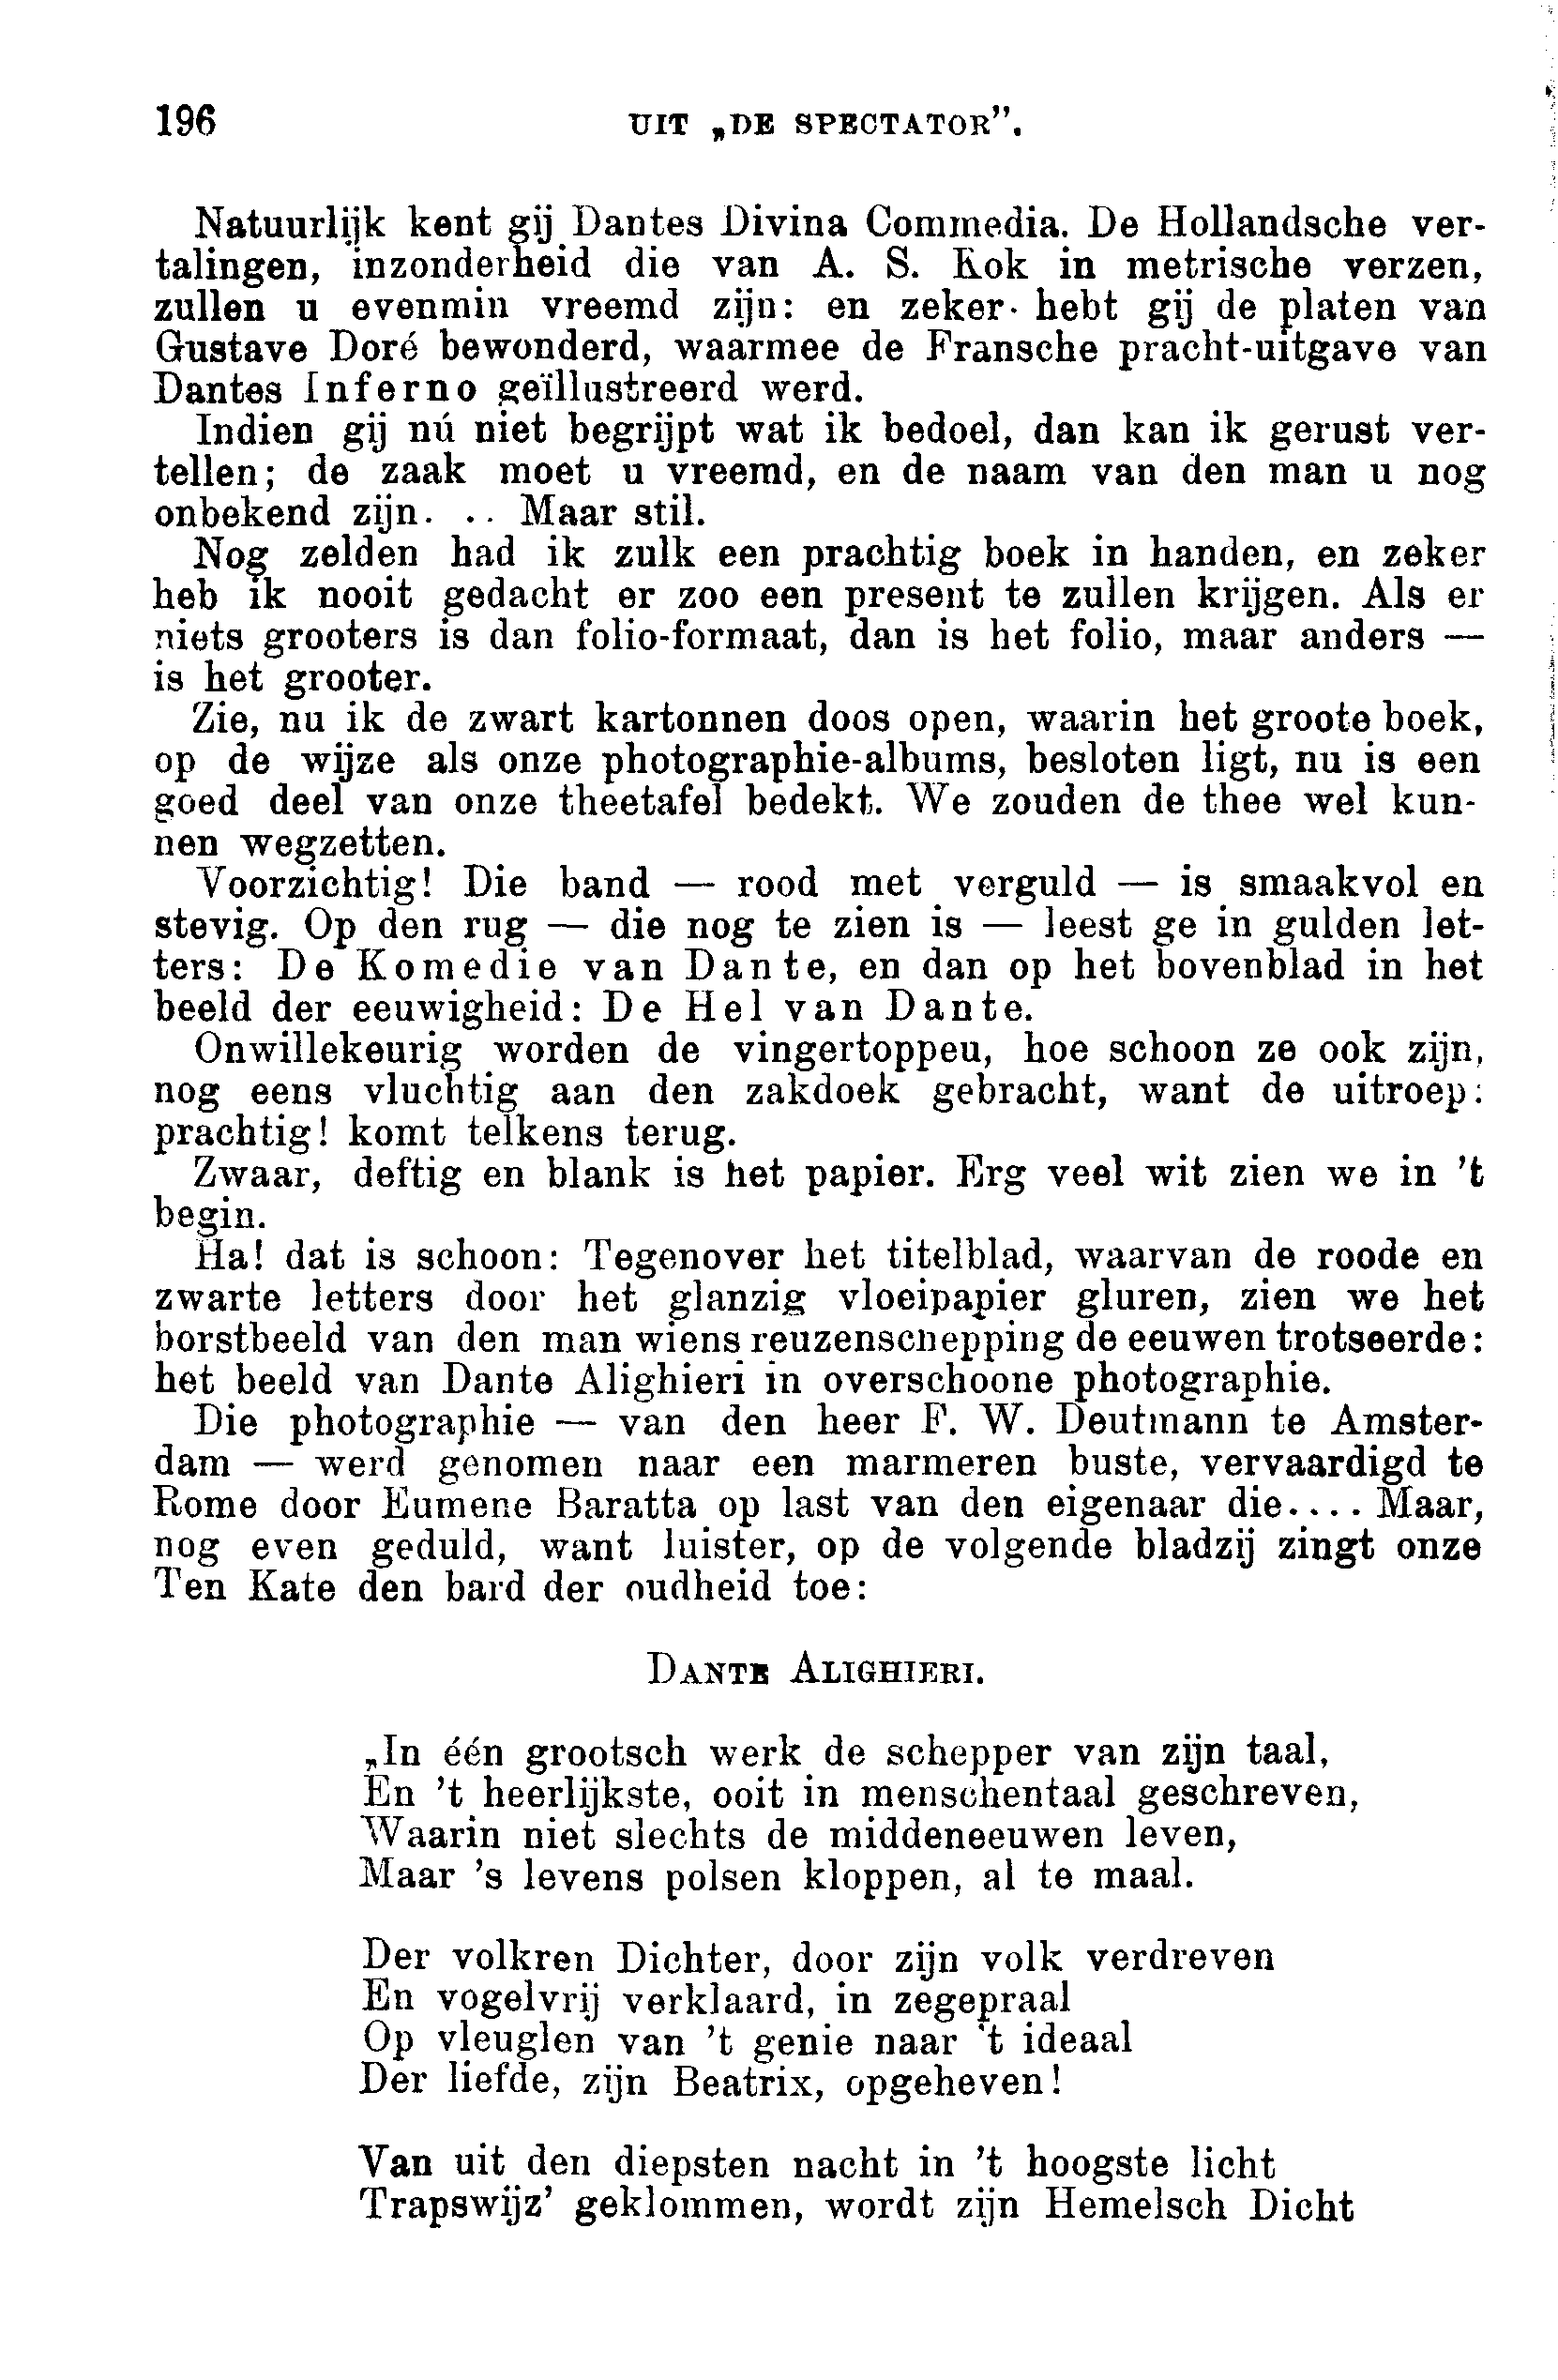 196 UIT „DE SPECTATOR”.
Natuurlijk kent gij Dantes Divina Commedia. De Hollandsche ver-
talingen, inzonderheid die van A. S. Kok in metrische verzen,
zullen u evenmin vreemd zijn: en zeker hebt gij de platen van
Gustave Doré bewonderd, waarmee de Fransche pracht-uitgave van
Dantes Inferno geïllustreerd werd.
Indien gij nú niet begrijpt wat ik bedoel, dan kan ik gerust ver-
tellen; de zaak moet u vreemd, en de naam van den man u nog
onbekend zijn. .. Maar stil.
Nog zelden had ik zulk een prachtig boek in handen, en zeker
heb ik nooit gedacht er zoo een present te zullen krijgen. Als er
niets grooters is dan folio-formaat, dan is het folio, maar anders —
is het grooter.
Zie, nu ik de zwart kartonnen doos open, waarin het groote boek,
op de wijze als onze photographie-albums, besloten ligt, nu is een
goed deel van onze theetafel bedekt. We zouden de thee wel kun-
nen wegzetten.
Voorzichtig! Die band — rood met verguld — is smaakvol en
stevig. Op den rug — die nog te zien is — leest ge in gulden let-
ters: De Komedie van Dante, en dan op het bovenblad in het
beeld der eeuwigheid: De Hel van Dante.
Onwillekeurig worden de vingertoppeu, hoe schoon ze ook zijn,
nog eens vluchtig aan den zakdoek gebracht, want de uitroep:
prachtig! komt telkens terug.
Zwaar, deftig en blank is het papier. Erg veel wit zien we in 't
begin.
Ha! dat is schoon: Tegenover het titelblad, waarvan de roode en
zwarte letters door het glanzig vloeipapier gluren, zien we het
borstbeeld van den man wiens reuzenschepping de eeuwen trotseerde:
het beeld van Dante Alighieri in overschoone photographie.
Die photographie — van den heer F. W. Deutmann te Amster-
dam — werd genomen naar een marmeren buste, vervaardigd te
Rome door Eumene Baratta op last van den eigenaar die.... Maar,
nog even geduld, want luister, op de volgende bladzij zingt onze
Ten Kate den bard der oudheid toe:
DANTE ALIGHIERI.
„In één grootsch werk de schepper van zijn taal,
En 't heerlijkste, ooit in menschentaal geschreven,
Waarin niet slechts de middeneeuwen leven,
Maar 's levens polsen kloppen, al te maal.
Der volkren Dichter, door zijn volk verdreven
En vogelvrij verklaard, in zegepraal
Op vleuglen van 't genie naar 't ideaal
Der liefde, zijn Beatrix, opgeheven!
Van uit den diepsten nacht in 't hoogste licht
Trapswijz' geklommen, wordt zijn Hemelsch Dicht